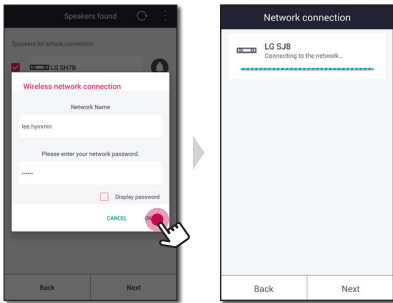 Speakers found
Speakers for simple connection
LG SH7B
Wireless network connection
Network Name
lee.hyinmin
Please enter your network password.
······
Display password
CANCEL
Back
Next
Network connection
LG SJ8
Connecting to the network...
Back
Next